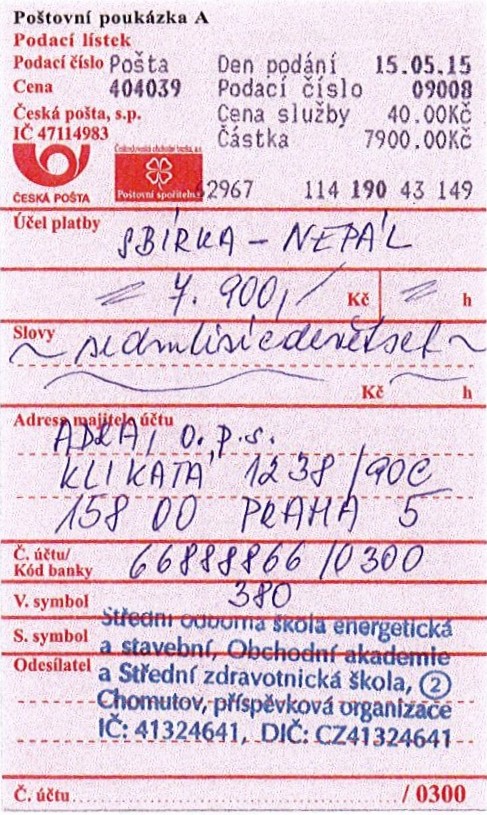 Poštovní poukázka A
Podací lístek
Podací číslo Pošta Den podání 15.05.15
Cena 404039 Podací číslo 09008
Česká pošta, s.p. Cena služby 40.00Kč
IČ 47114983 Částka 7900.00Kč
ČESKÁ POŠTA
Poštovní spořitelna 62967 114 190 43 149
Účel platby
SBÍRKA - NEPÁL
= 7.900,/ Kč = h
Slovy
~ sedmtisícdevětset ~
Kč h
Adresa majitele účtu
ADRA, O.P.S.
KLIKATÁ 1238/90C
158 00 PRAHA 5
Č. účtu/
Kód banky 66888866/0300
V. symbol 380
S. symbol
Střední odborná škola energetická
a stavební, Obchodní akademie
Odesílatel a Střední zdravotnická škola, 2
Chomutov, příspěvková organizace
IČ: 41324641, DIČ: CZ41324641
Č. účtu / 0300